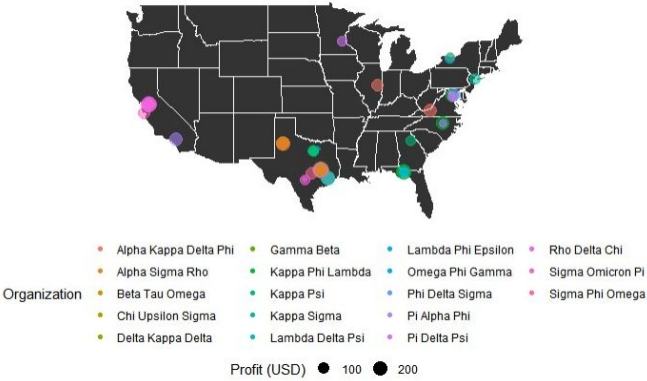 Alpha Kappa Delta Phi Gamma Beta Lambda Phi Epsilon Rho Delta Chi
Alpha Sigma Rho Kappa Phi Lambda Omega Phi Gamma Sigma Omicron Pi
Organization Beta Tau Omega Kappa Psi Phi Delta Sigma Sigma Phi Omega
Chi Upsilon Sigma Kappa Sigma Pi Alpha Phi
Delta Kappa Delta Lambda Delta Psi Pi Delta Psi
Profit (USD) 100 200